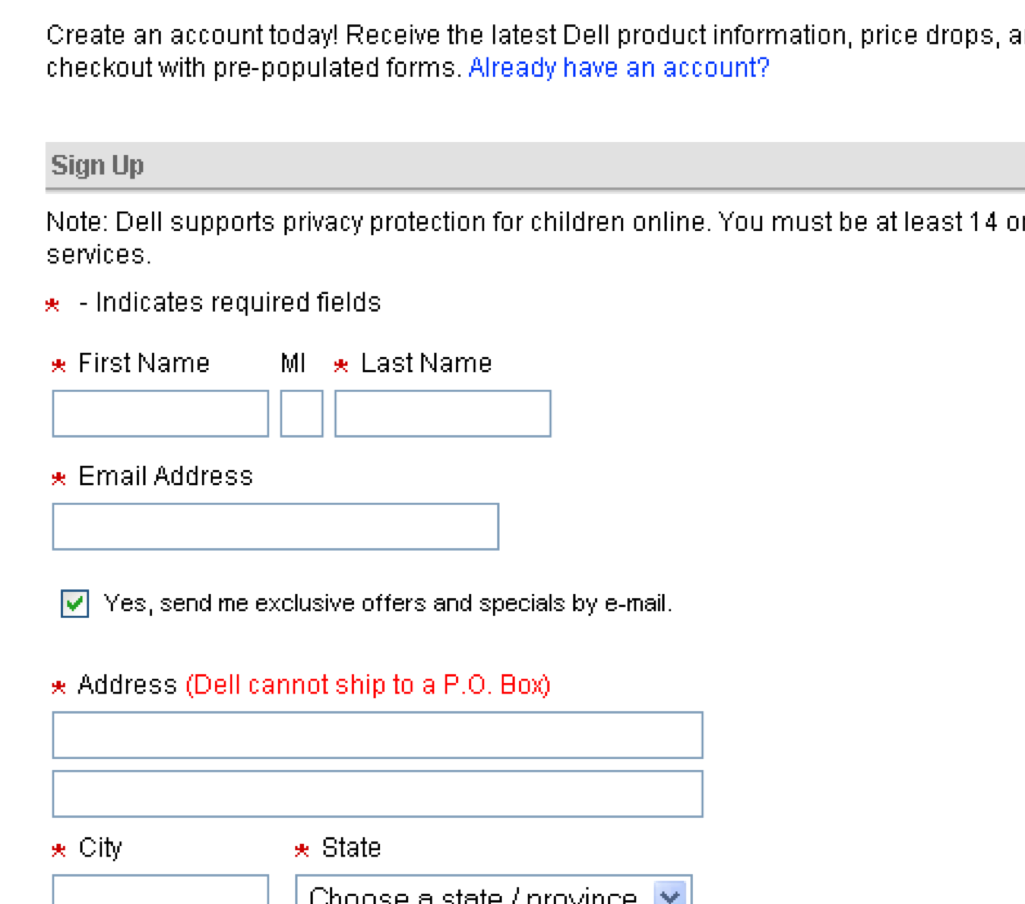 Create an account today! Receive the latest Dell product information, price drops,
checkout with pre-populated forms. Already have an account?
Sign Up
Note: Dell supports privacy protection for children online. You must be at least 14
services.
* - Indicates required fields
* First Name MI * Last Name
* Email Address
Yes, send me exclusive offers and specials by e-mail.
* Address (Dell cannot ship to a P.O. Box)
* City * State
Choose a state / province